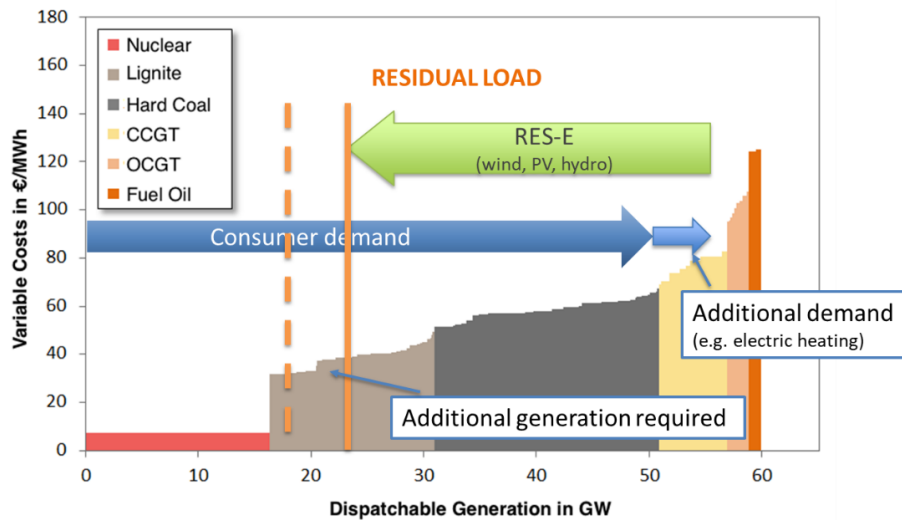 180
160
140
120
100
80
60
40
20
0
Variable Costs in €/MWh
Nuclear
Lignite
Hard Coal
CCGT
OCGT
Fuel Oil
RESIDUAL LOAD
RES-E
(wind, PV, hydro)
Consumer demand
Additional demand
(e.g. electric heating)
Additional generation required
0 10 20 30 40 50 60
Dispatchable Generation in GW